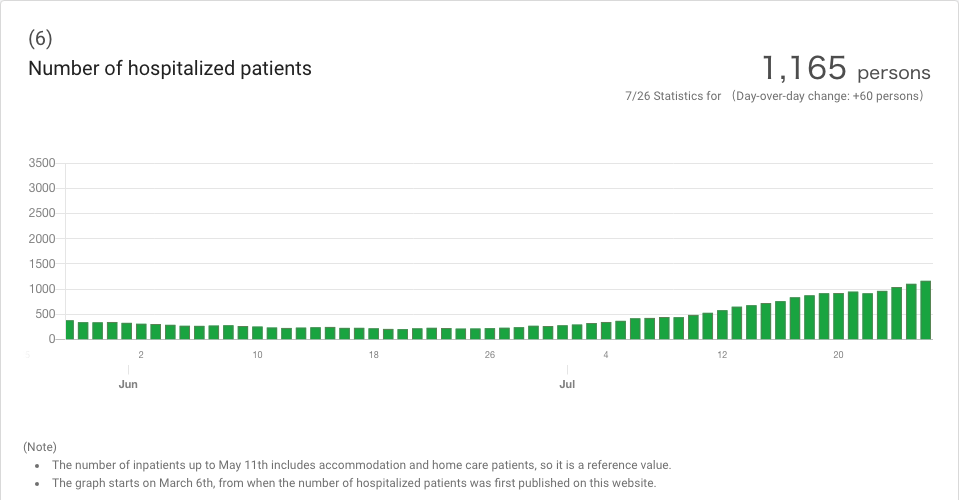 (6)
Number of hospitalized patients
1,165 persons
7/26 Statistics for (Day-over-day change: +60 persons)
3500
3000
2500
2000
1500
1000
500
0
2 10 18 26 4 12 20
Jun Jul
(Note)
• The number of inpatients up to May 11th includes accommodation and home care patients, so it is a reference value.
• The graph starts on March 6th, from when the number of hospitalized patients was first published on this website.